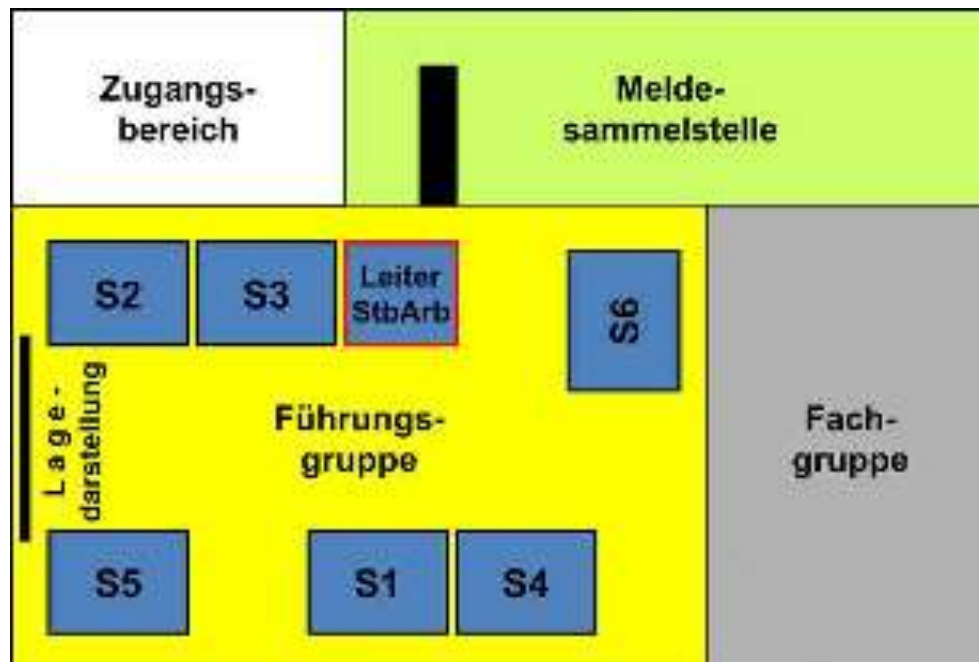 Zugangs-
bereich
Melde-
sammelstelle
S2
S3
Leiter
StbArb
S6
Lage-
darstellung
Führungs-
gruppe
Fach-
gruppe
S5
S1
S4